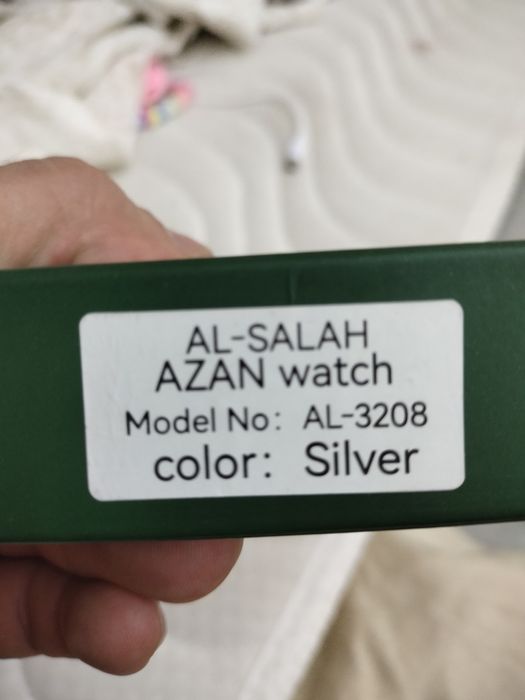 AL-SALAH
AZAN watch
Model No: AL-3208
color: Silver